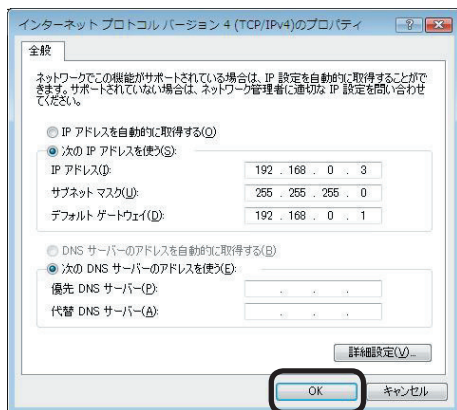 インターネット プロトコル バージョン 4 (TCP/IPv4)のプロパティ
全般
ネットワークでこの機能がサポートされている場合は、IP 設定を自動的に取得することがで
きます。サポートされていない場合は、ネットワーク管理者に適切な IP 設定を問い合わせ
てください。
IP アドレスを自動的に取得する(O)
次の IP アドレスを使う(S):
IP アドレス(I): 192 . 168 . 0 . 3
サブネット マスク(U): 255 . 255 . 255 . 0
デフォルト ゲートウェイ(D): 192 . 168 . 0 . 1
DNS サーバーのアドレスを自動的に取得する(B)
次の DNS サーバーのアドレスを使う(E):
優先 DNS サーバー(P): . . .
代替 DNS サーバー(A): . . .
詳細設定(V)...
OK キャンセル